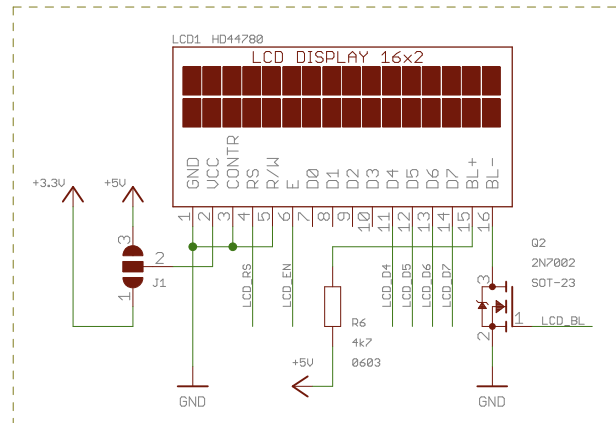 LCD1 HD44780
LCD DISPLAY 16x2
GND VCC CONTR RS R/W E D0 D1 D2 D3 D4 D5 D6 D7 BL+ BL-
1 2 3 4 5 6 7 8 9 10 11 12 13 14 15 16
+3.3V +5V
3
2
J1
1
LCD_RS LCD_EN LCD_D4 LCD_D5 LCD_D6 LCD_D7
Q2
2N7002
SOT-23
3
1
2
LCD_BL
R6
4k7
0603
+5V
GND
GND